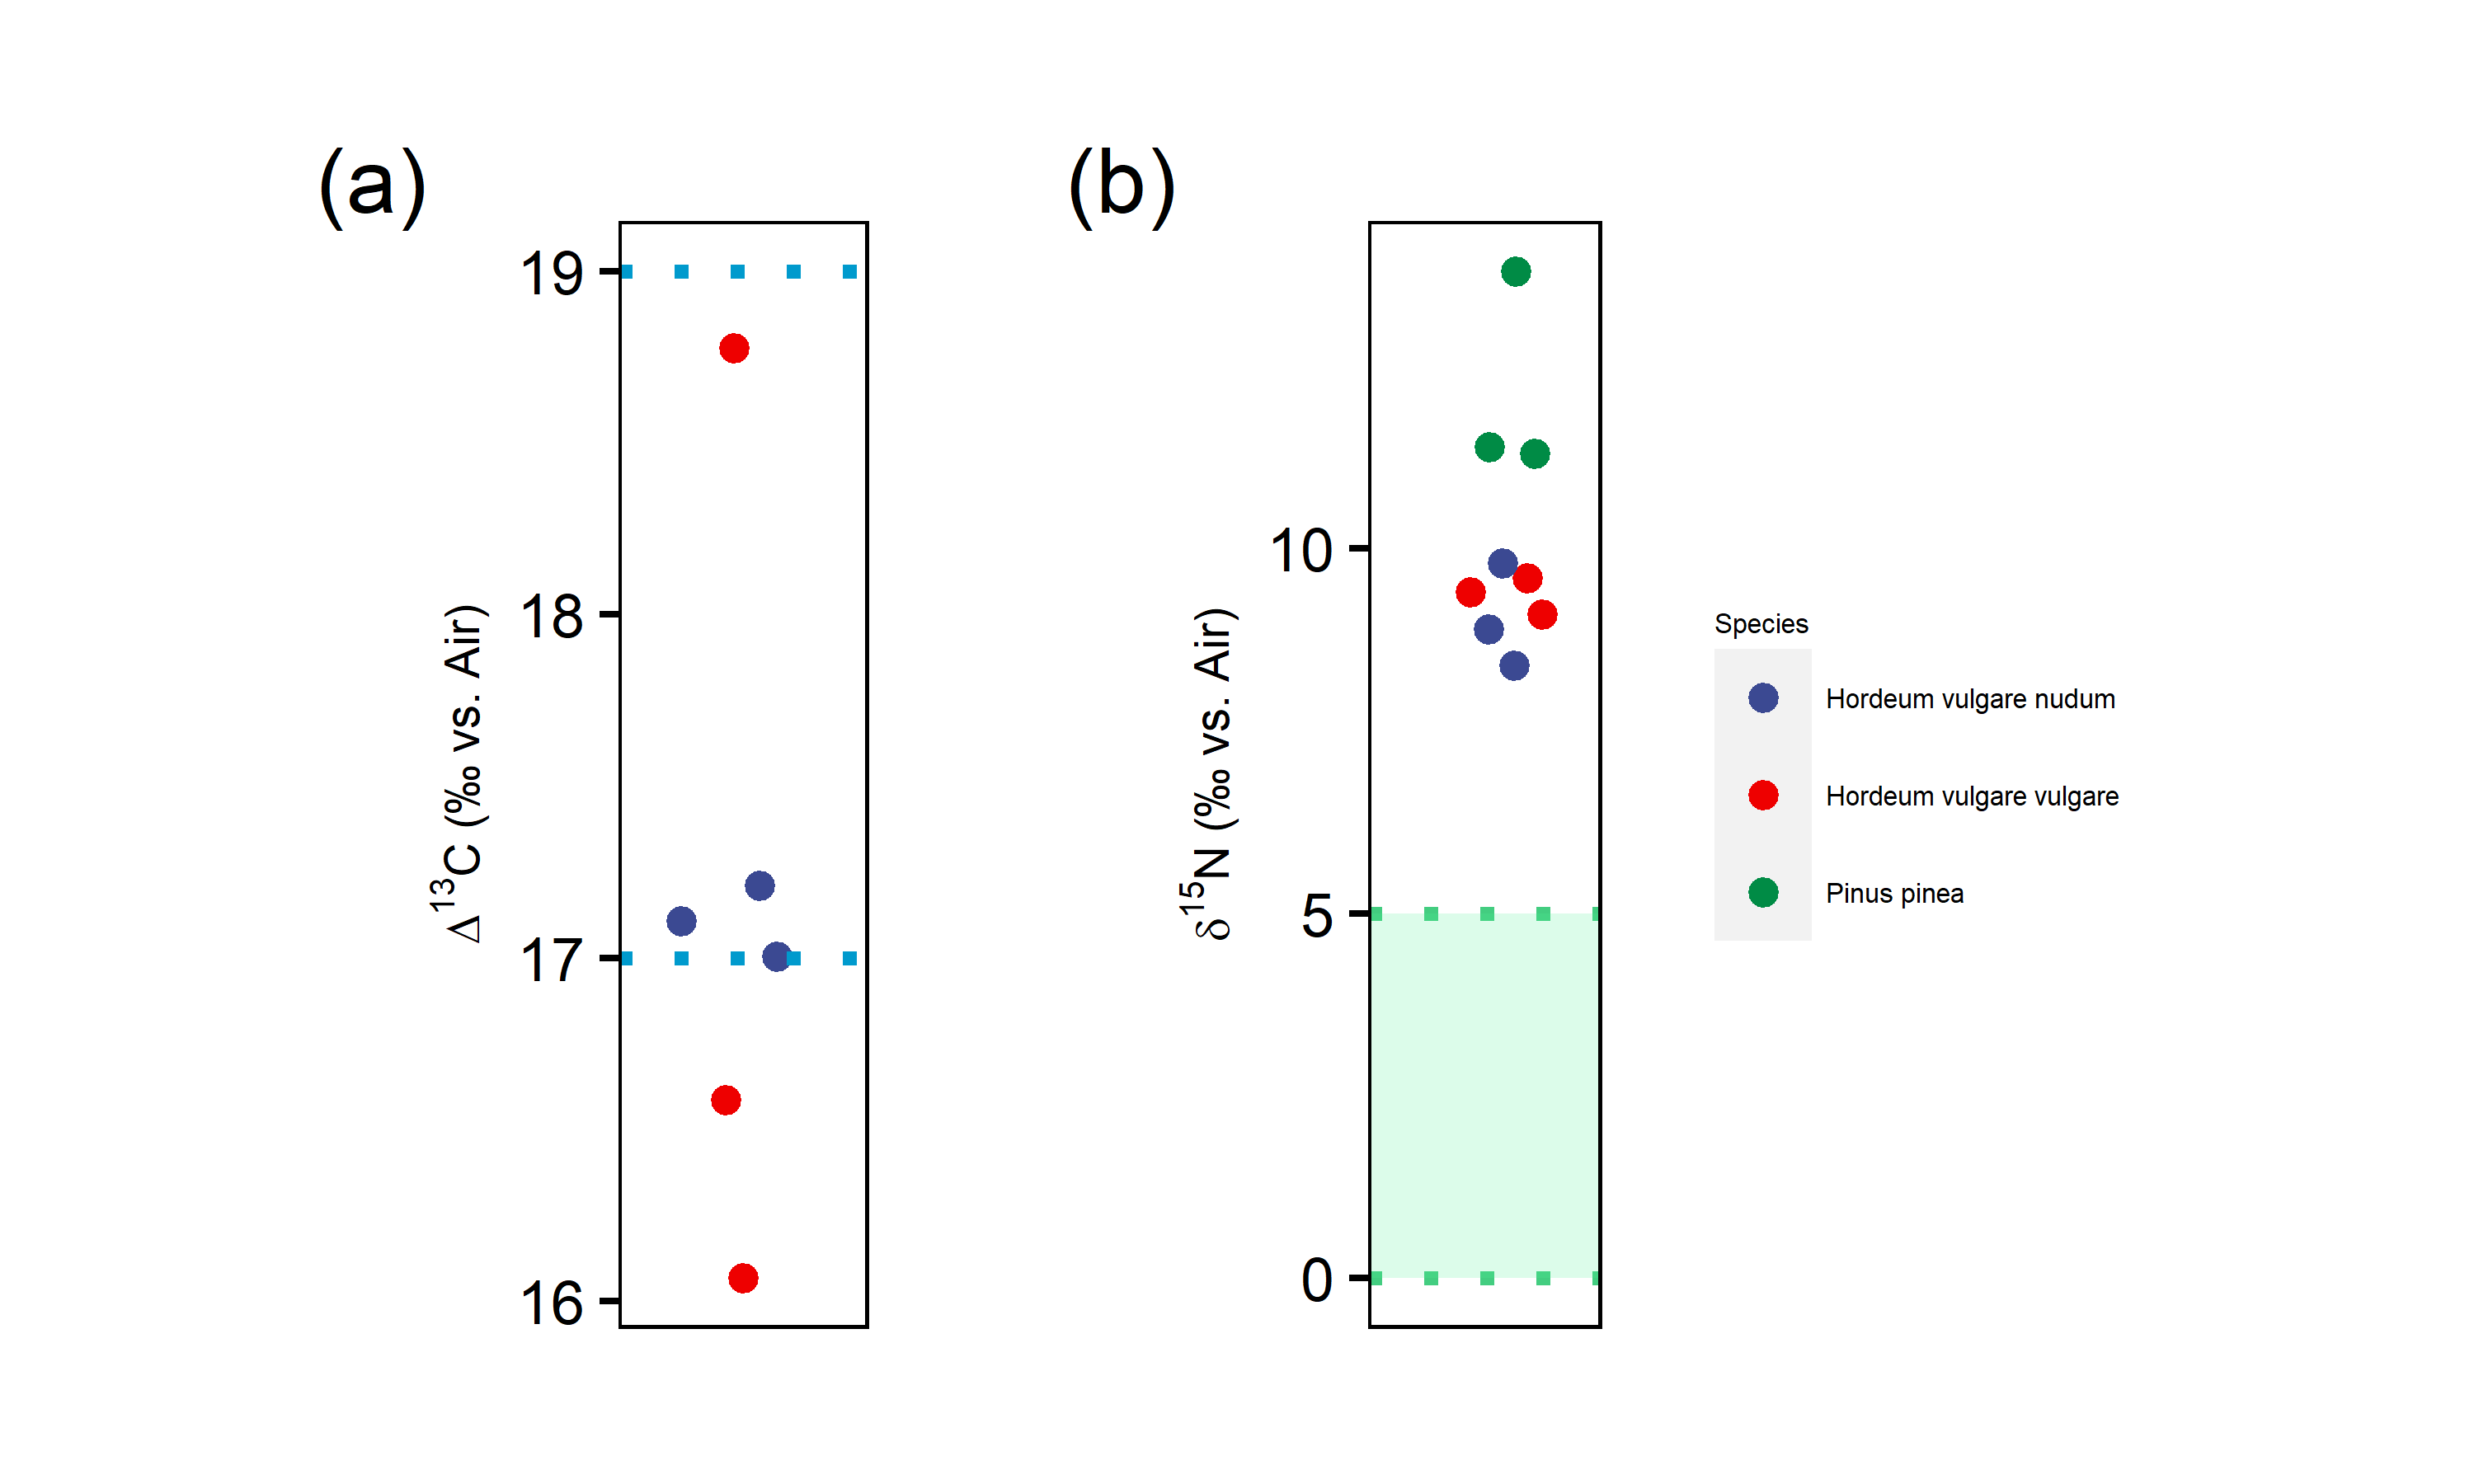 (a)
19
18
17
16
Δ¹³C (‰ vs. Air)
(b)
10
5
0
δ¹⁵N (‰ vs. Air)
Species
Hordeum vulgare nudum
Hordeum vulgare vulgare
Pinus pinea